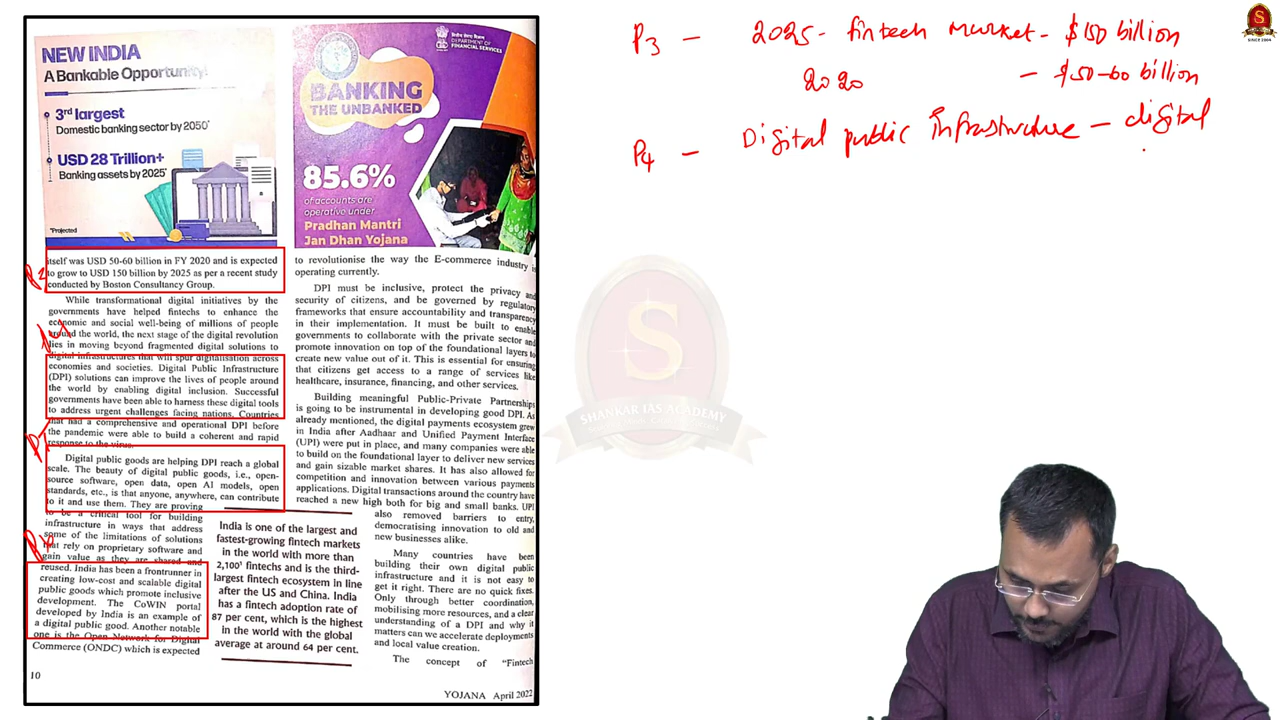 NEW INDIA
A Bankable Opportunity!
3rd largest
Domestic banking sector by 2050*
USD 28 Trillion+
Banking assets by 2025*
*Projected
itself was USD 50-60 billion in FY 2020 and is expected
to grow to USD 150 billion by 2025 as per a recent study
conducted by Boston Consultancy Group.
While transformational digital initiatives by the
governments have helped fintechs to enhance the
economic and social well-being of millions of people
around the world, the next stage of the digital revolution
lies in moving beyond fragmented digital solutions to
digital infrastructures that will spur digitalisation across
economies and societies. Digital Public Infrastructure
(DPI) solutions can improve the lives of people around
the world by enabling digital inclusion. Successful
governments have been able to harness these digital tools
to address urgent challenges facing nations. Countries
that had a comprehensive and operational DPI before
the pandemic were able to build a coherent and rapid
response to the virus.
Digital public goods are helping DPI reach a global
scale. The beauty of digital public goods, i.e., open-
source software, open data, open AI models, open
standards, etc., is that anyone, anywhere, can contribute
to it and use them. They are proving
to be a critical tool for building
infrastructure in ways that address
some of the limitations of solutions
that rely on proprietary software and
gain value as they are shared and
reused. India has been a frontrunner in
creating low-cost and scalable digital
public goods which promote inclusive
development. The CoWIN portal
developed by India is an example of
a digital public good. Another notable
one is the Open Network for Digital
Commerce (ONDC) which is expected
10
India is one of the largest and
fastest-growing fintech markets
in the world with more than
2,100¹ fintechs and is the third-
largest fintech ecosystem in line
after the US and China. India
has a fintech adoption rate of
87 per cent, which is the highest
in the world with the global
average at around 64 per cent.
DEPARTMENT OF
FINANCIAL SERVICES
BANKING
THE UNBANKED
85.6%
of accounts are
operative under
Pradhan Mantri
Jan Dhan Yojana
to revolutionise the way the E-commerce industry is
operating currently.
DPI must be inclusive, protect the privacy and
security of citizens, and be governed by regulatory
frameworks that ensure accountability and transparency
in their implementation. It must be built to enable
governments to collaborate with the private sector and
promote innovation on top of the foundational layers to
create new value out of it. This is essential for ensuring
that citizens get access to a range of services like
healthcare, insurance, financing, and other services.
Building meaningful Public-Private Partnerships
is going to be instrumental in developing good DPI. As
already mentioned, the digital payments ecosystem grew
in India after Aadhaar and Unified Payment Interface
(UPI) were put in place, and many companies were able
to build on the foundational layer to deliver new services
and gain sizable market shares. It has also allowed for
competition and innovation between various payments
applications. Digital transactions around the country have
reached a new high both for big and small banks. UPI
also removed barriers to entry,
democratising innovation to old and
new businesses alike.
Many countries have been
building their own digital public
infrastructure and it is not easy to
get it right. There are no quick fixes.
Only through better coordination,
mobilising more resources, and a clear
understanding of a DPI and why it
matters can we accelerate deployments
and local value creation.
The concept of "Fintech
YOJANA April 2022
P3 – 2025 - fintech market - $150 billion
2020 – $50-60 billion
P4 – Digital public Infrastructure – digital
SHANKAR IAS ACADEMY
SINCE 2004